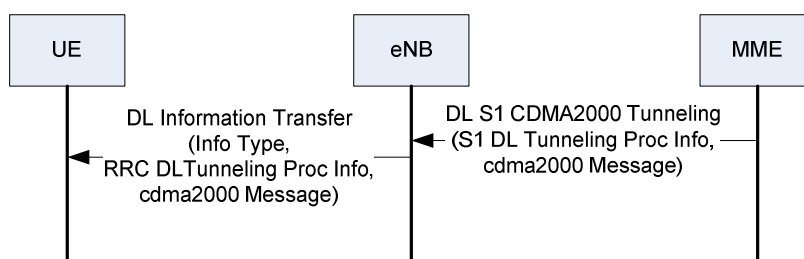 UE
eNB
MME
DL Information Transfer
(Info Type,
RRC DLTunneling Proc Info,
cdma2000 Message)
DL S1 CDMA2000 Tunneling
(S1 DL Tunneling Proc Info,
cdma2000 Message)